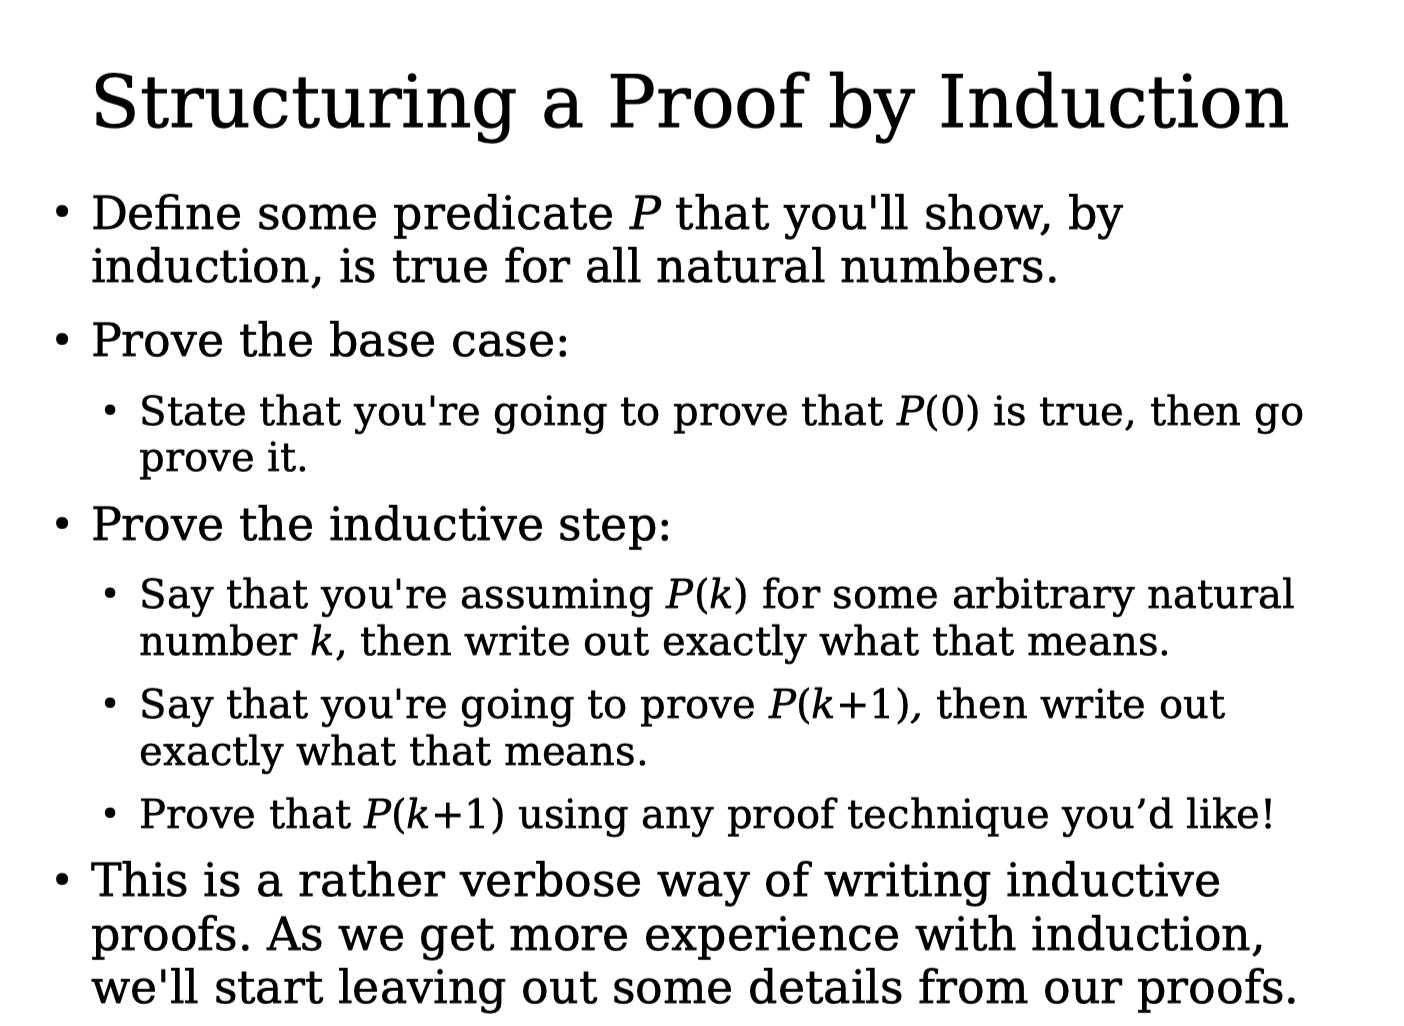 Structuring a Proof by Induction
• Define some predicate P that you'll show, by
induction, is true for all natural numbers.
• Prove the base case:
• State that you're going to prove that P(0) is true, then go
prove it.
• Prove the inductive step:
• Say that you're assuming P(k) for some arbitrary natural
number k, then write out exactly what that means.
• Say that you're going to prove P(k+1), then write out
exactly what that means.
• Prove that P(k+1) using any proof technique you’d like!
• This is a rather verbose way of writing inductive
proofs. As we get more experience with induction,
we'll start leaving out some details from our proofs.